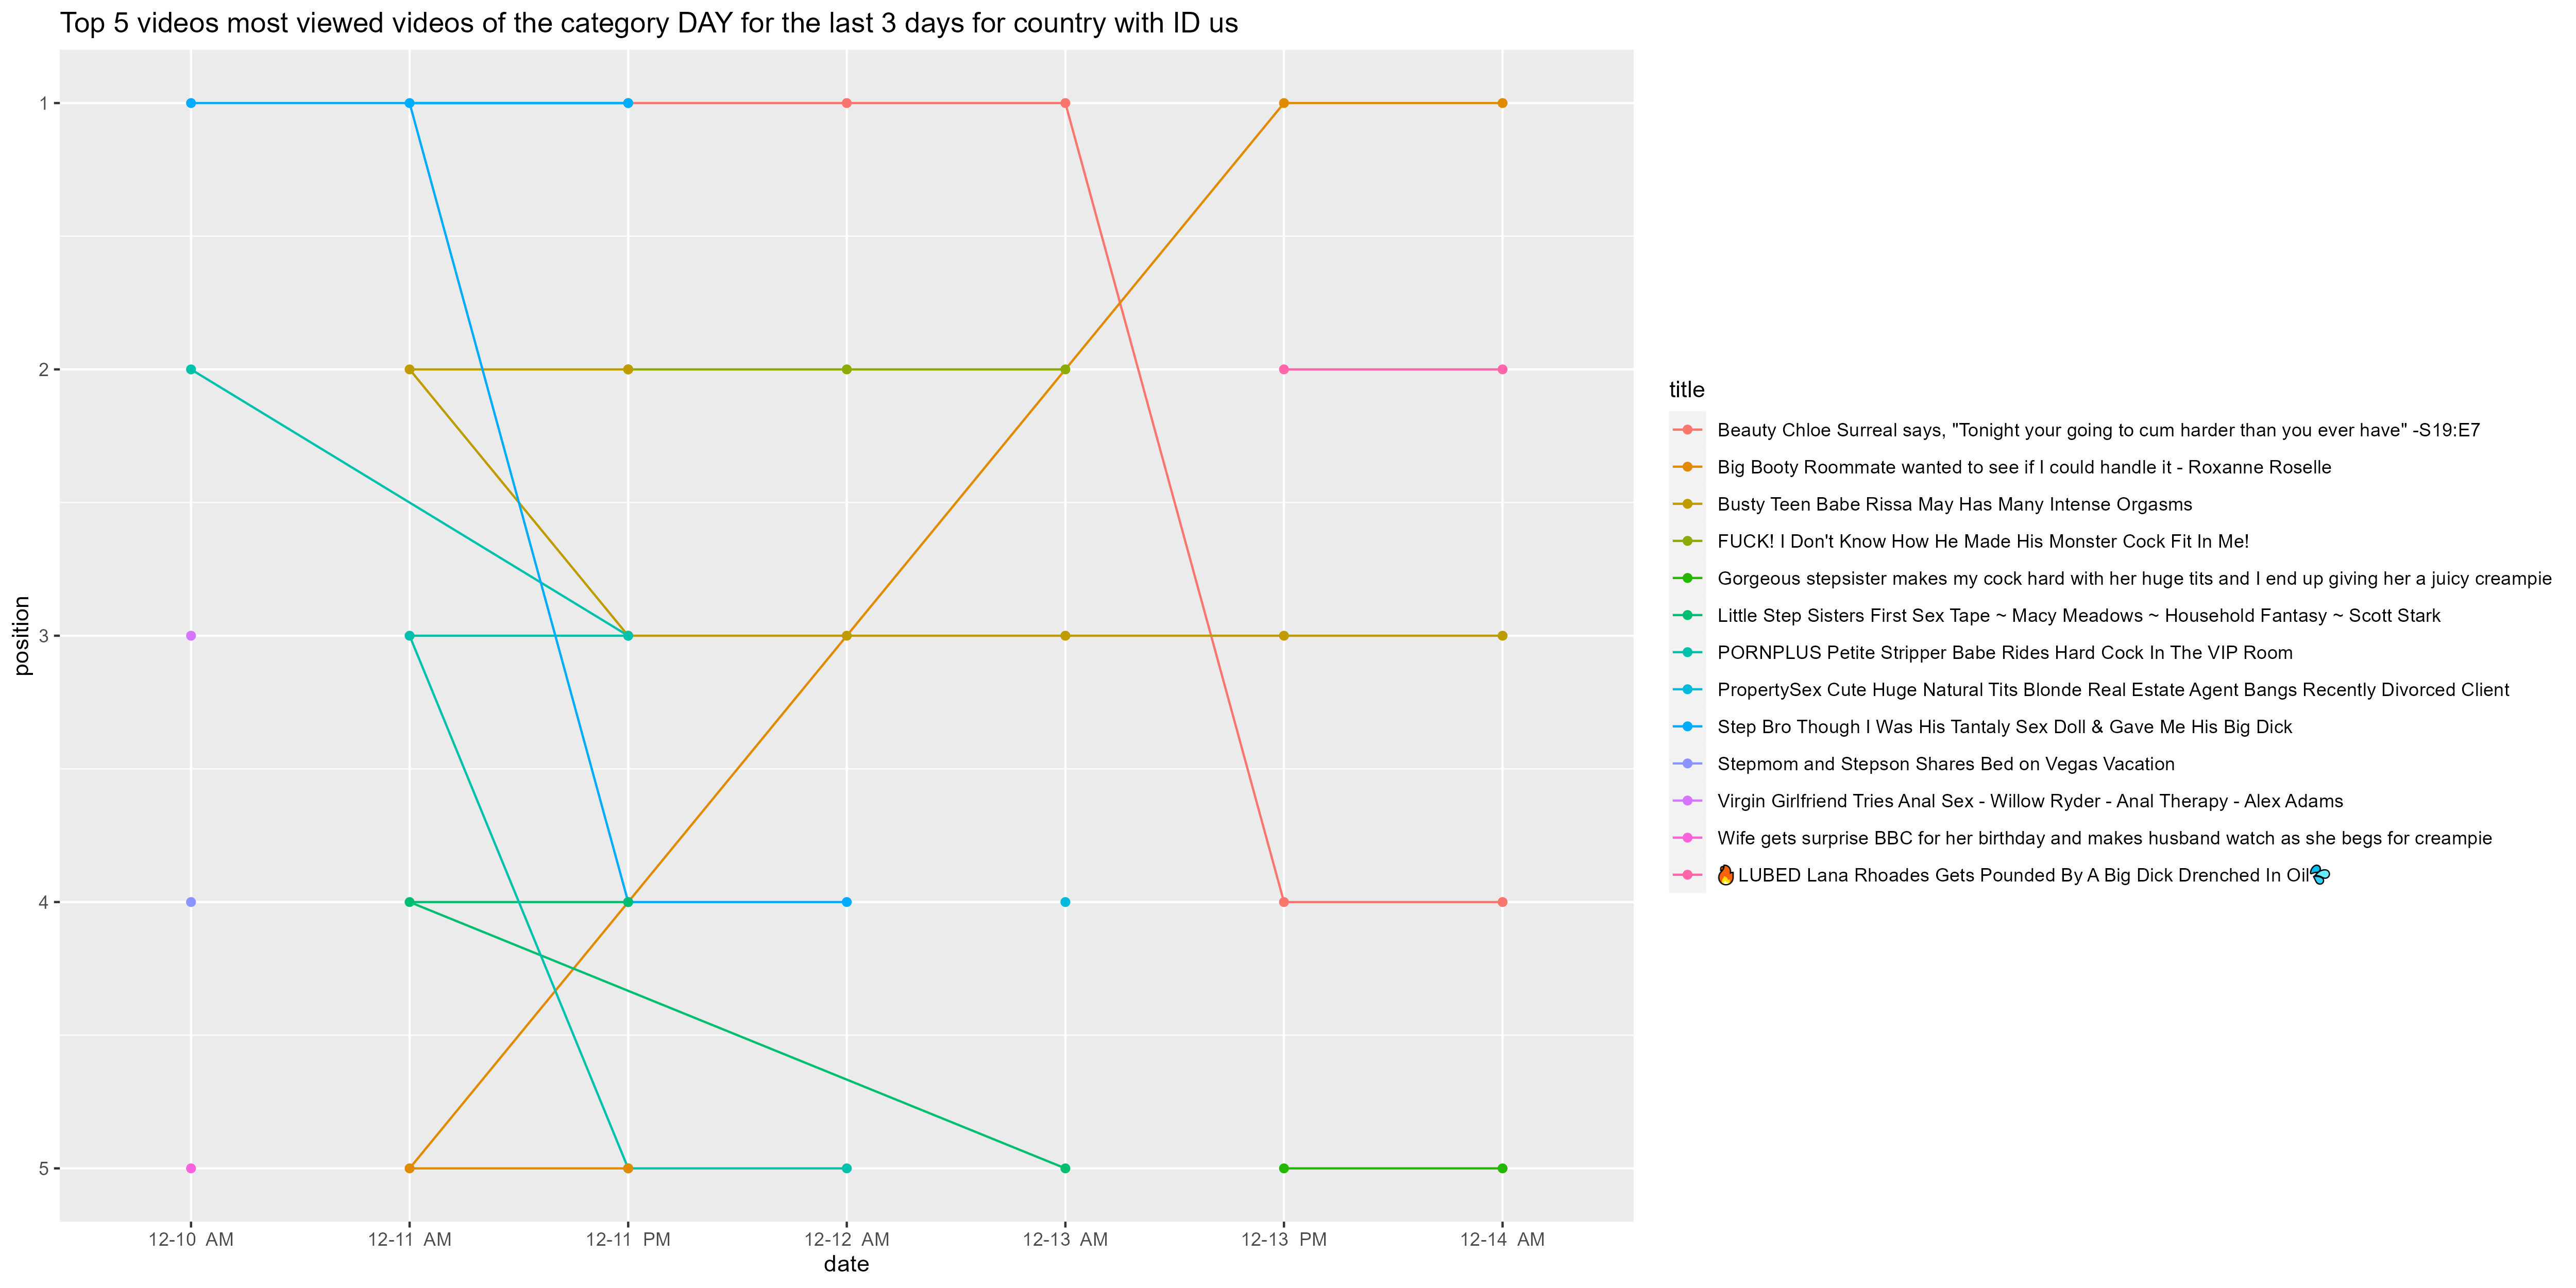 Top 5 videos most viewed videos of the category DAY for the last 3 days for country with ID us
position
1
2
3
4
5
12-10 AM
12-11 AM
12-11 PM
12-12 AM
12-13 AM
12-13 PM
12-14 AM
date
title
Beauty Chloe Surreal says, "Tonight your going to cum harder than you ever have" -S19:E7
Big Booty Roommate wanted to see if I could handle it - Roxanne Roselle
Busty Teen Babe Rissa May Has Many Intense Orgasms
FUCK! I Don't Know How He Made His Monster Cock Fit In Me!
Gorgeous stepsister makes my cock hard with her huge tits and I end up giving her a juicy creampie
Little Step Sisters First Sex Tape ~ Macy Meadows ~ Household Fantasy ~ Scott Stark
PORNPLUS Petite Stripper Babe Rides Hard Cock In The VIP Room
PropertySex Cute Huge Natural Tits Blonde Real Estate Agent Bangs Recently Divorced Client
Step Bro Though I Was His Tantaly Sex Doll & Gave Me His Big Dick
Stepmom and Stepson Shares Bed on Vegas Vacation
Virgin Girlfriend Tries Anal Sex - Willow Ryder - Anal Therapy - Alex Adams
Wife gets surprise BBC for her birthday and makes husband watch as she begs for creampie
🔥LUBED Lana Rhoades Gets Pounded By A Big Dick Drenched In Oil💦